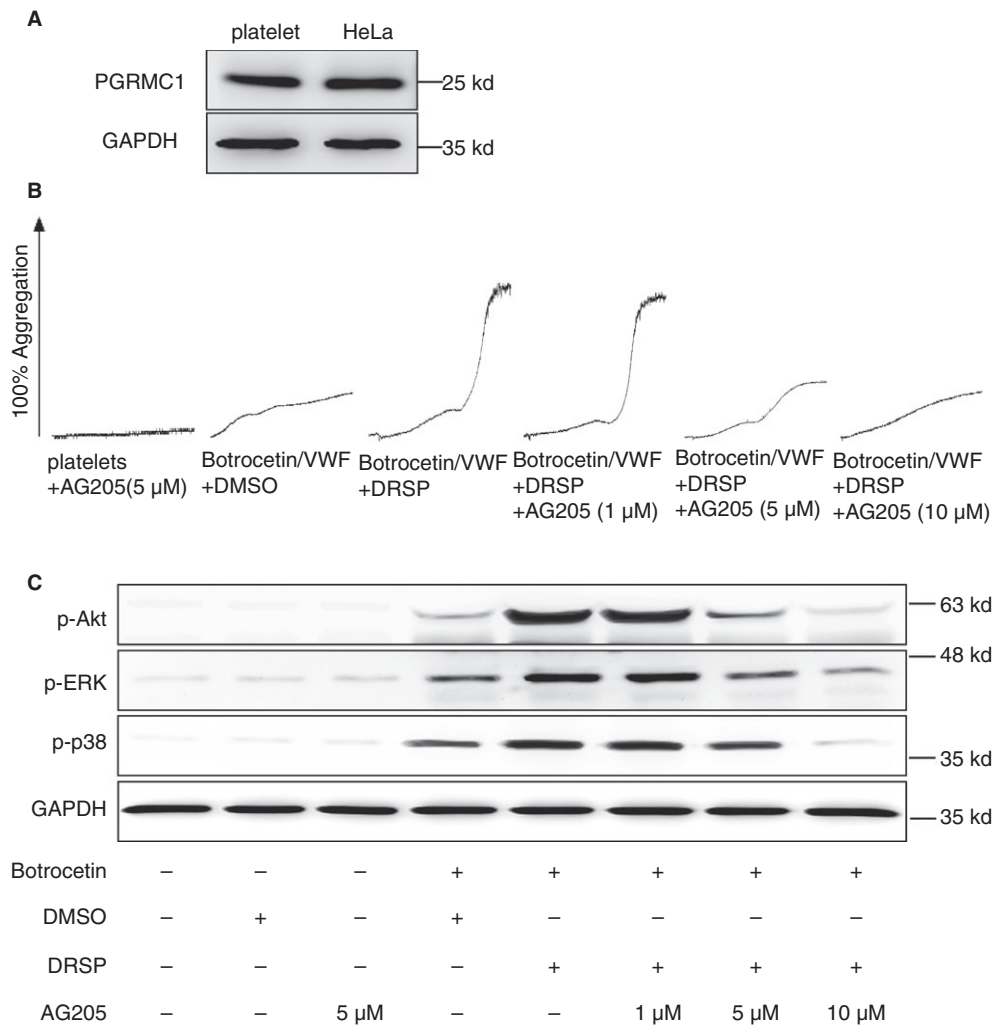 A
platelet HeLa
PGRMC1 25 kd
GAPDH 35 kd
B
100% Aggregation
platelets
+AG205(5 µM)
Botrocetin/VWF
+DMSO
Botrocetin/VWF
+DRSP
Botrocetin/VWF
+DRSP
+AG205 (1 µM)
Botrocetin/VWF
+DRSP
+AG205 (5 µM)
Botrocetin/VWF
+DRSP
+AG205 (10 µM)
C
p-Akt 63 kd
48 kd
p-ERK
p-p38 35 kd
GAPDH 35 kd
Botrocetin – – – + + + + +
DMSO – + – + – – – –
DRSP – – – – + + + +
AG205 – – 5 µM – – 1 µM 5 µM 10 µM